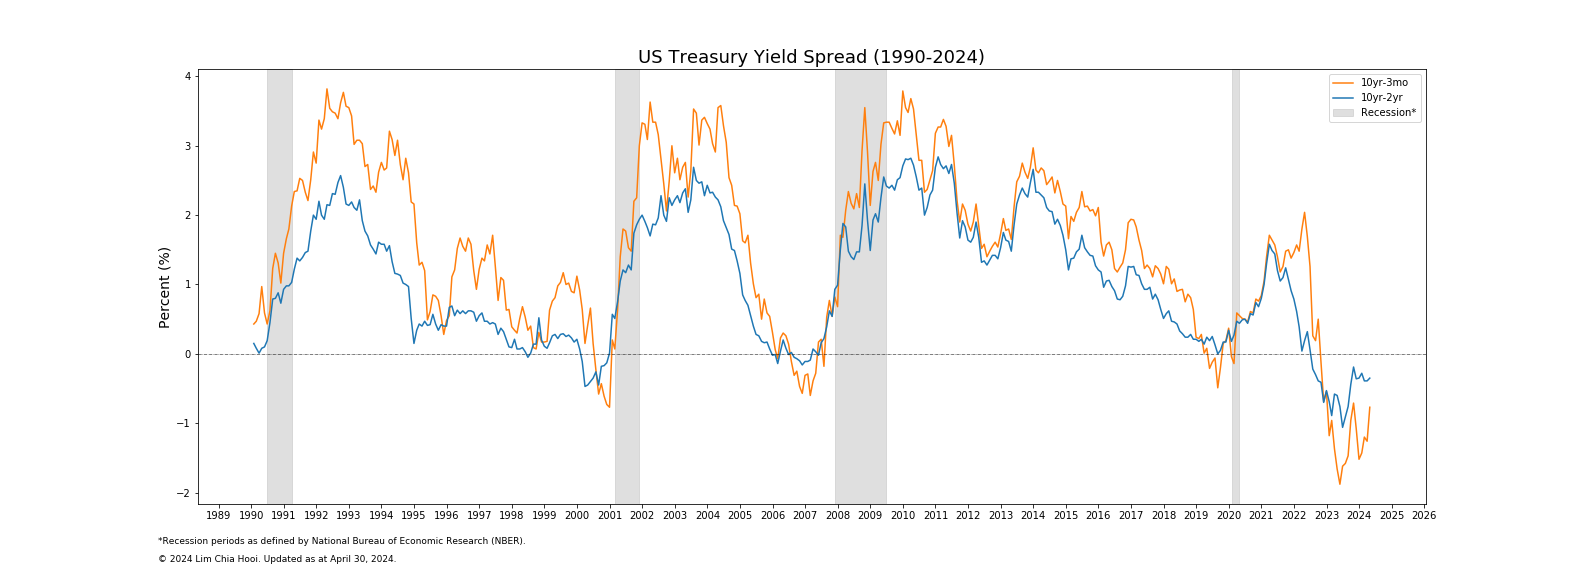 US Treasury Yield Spread (1990-2024)
4
3
2
1
0
−1
−2
Percent (%)
10yr-3mo
10yr-2yr
Recession*
1989 1990 1991 1992 1993 1994 1995 1996 1997 1998 1999 2000 2001 2002 2003 2004 2005 2006 2007 2008 2009 2010 2011 2012 2013 2014 2015 2016 2017 2018 2019 2020 2021 2022 2023 2024 2025 2026
*Recession periods as defined by National Bureau of Economic Research (NBER).
© 2024 Lim Chia Hooi. Updated as at April 30, 2024.